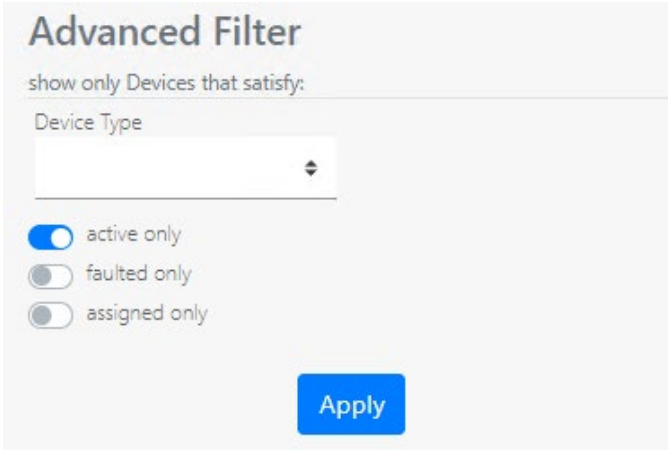 Advanced Filter
show only Devices that satisfy:
Device Type
active only
faulted only
assigned only
Apply